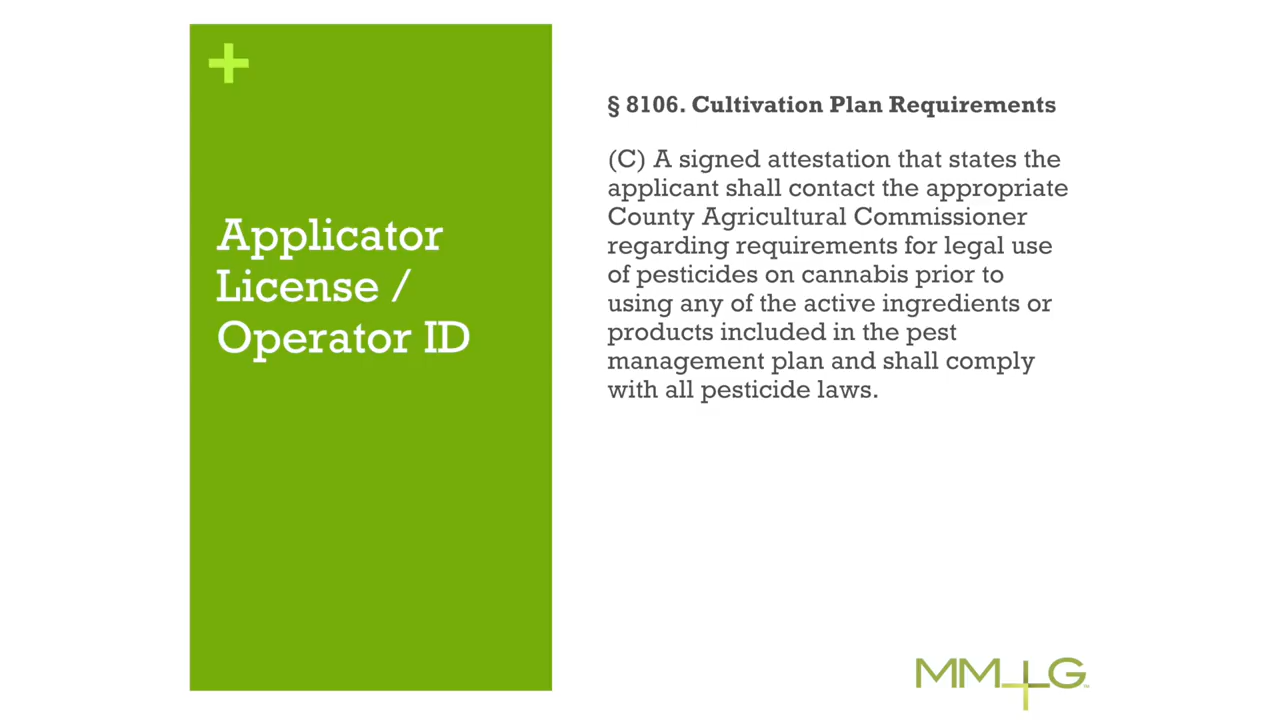 +
Applicator
License /
Operator ID
§ 8106. Cultivation Plan Requirements
(C) A signed attestation that states the
applicant shall contact the appropriate
County Agricultural Commissioner
regarding requirements for legal use
of pesticides on cannabis prior to
using any of the active ingredients or
products included in the pest
management plan and shall comply
with all pesticide laws.
MMLG™